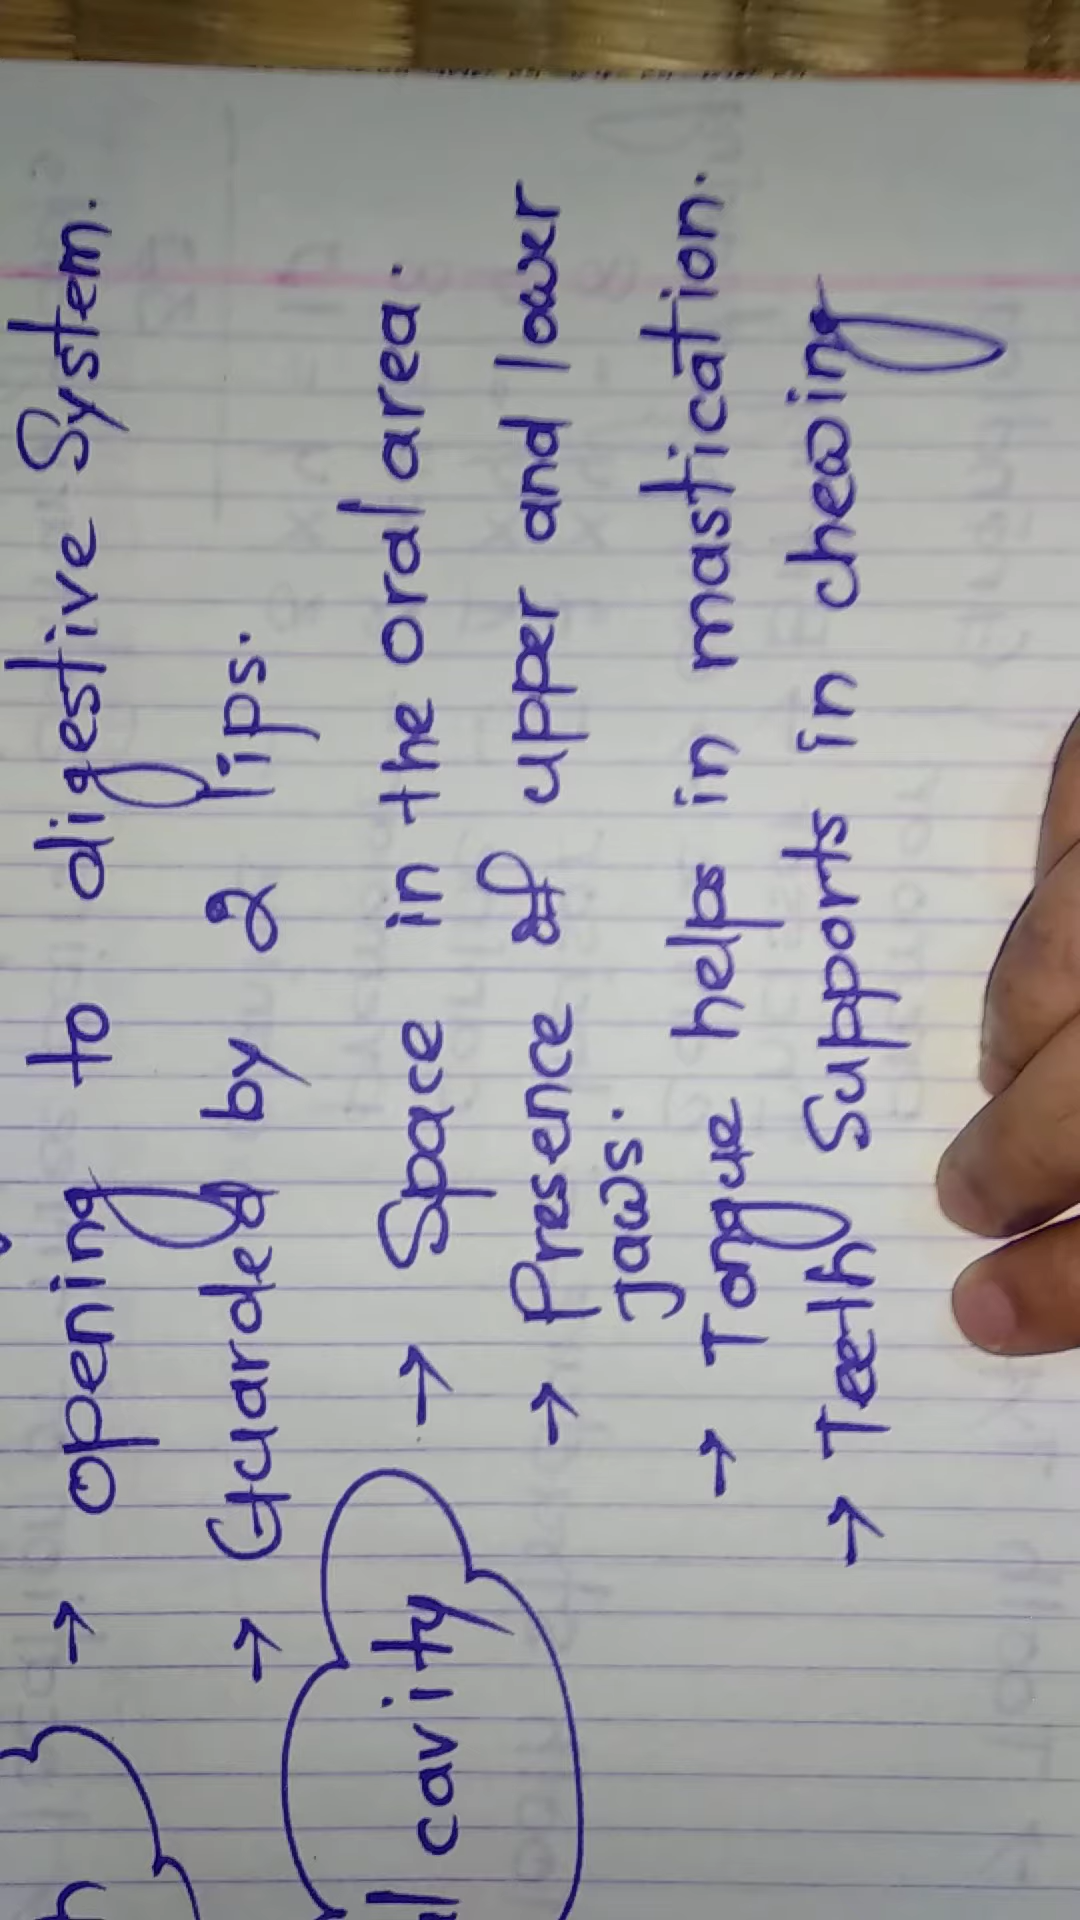 → opening to digestive System.
→ Guarded by 2 lips.
cavity → Space in the oral area.
→ Presence of upper and lower
jaws.
→ Tongue helps in mastication.
→ Teeth Supports in chewing